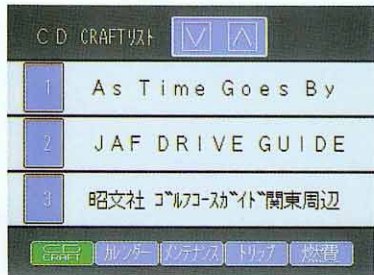 CD CRAFTリスト
1 As Time Goes By
2 JAF DRIVE GUIDE
3 昭文社 ゴルフコースガイド関東周辺
CD CRAFT カレンダー メンテナンス トリップ 燃費